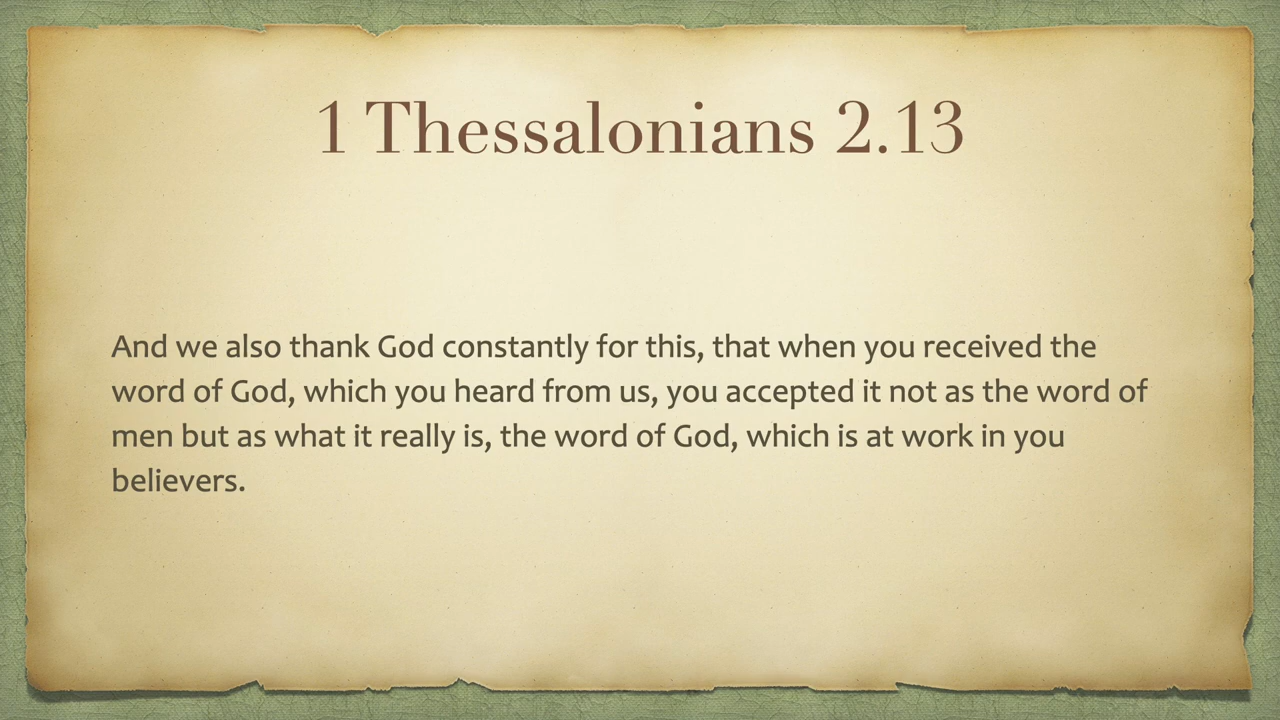 1 Thessalonians 2.13
And we also thank God constantly for this, that when you received the
word of God, which you heard from us, you accepted it not as the word of
men but as what it really is, the word of God, which is at work in you
believers.